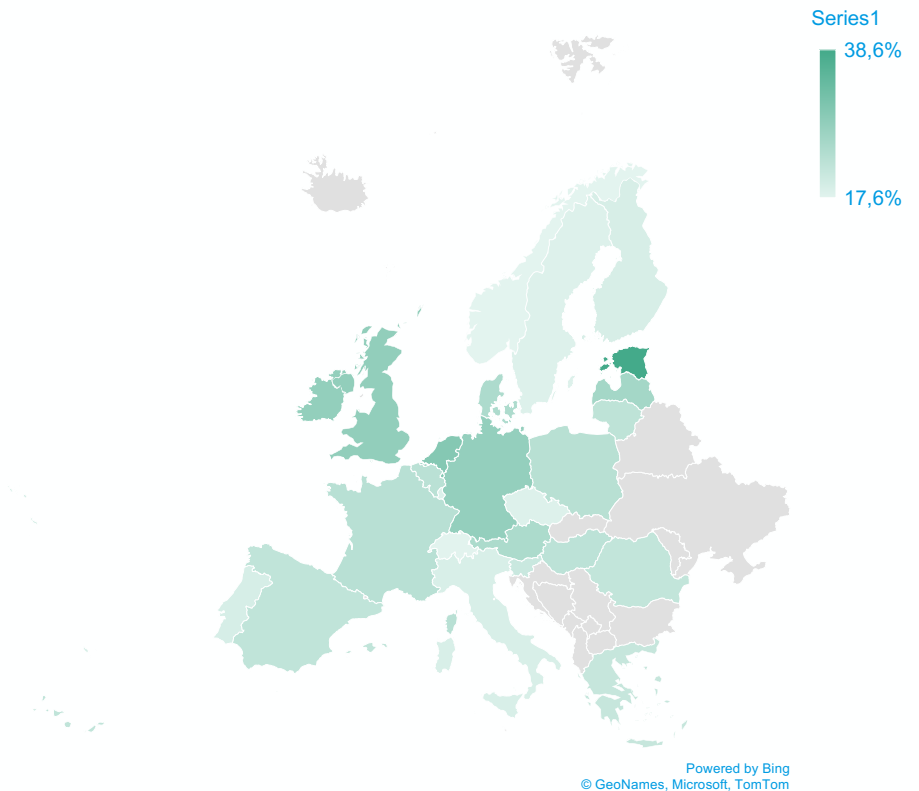 Series1
38,6%
17,6%
Powered by Bing
© GeoNames, Microsoft, TomTom